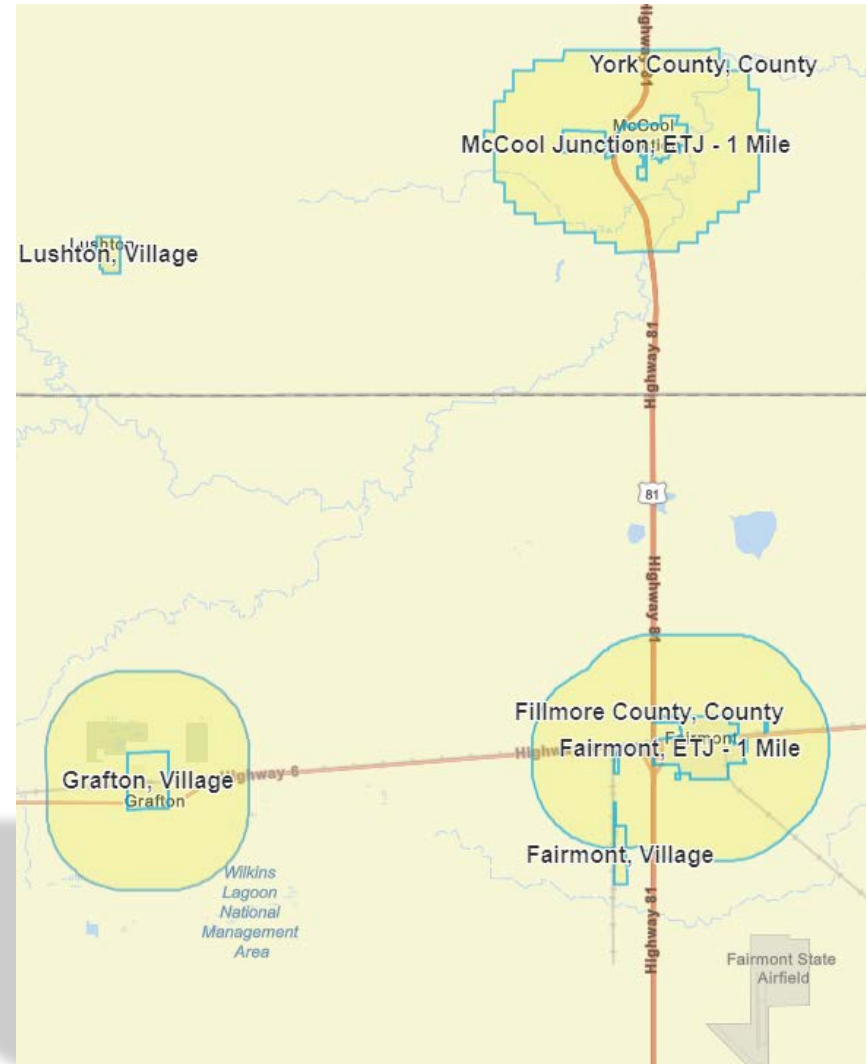 Highway 81
York County, County
McCool
McCool Junction, ETJ - 1 Mile
Lushton
Lushton, Village
Highway 81
81
Highway 81
Fillmore County, County
Fairmont
Fairmont, ETJ - 1 Mile
Highway 6
Grafton, Village
Grafton
Fairmont, Village
Wilkins
Lagoon
National
Management
Area
Highway 81
Fairmont State
Airfield